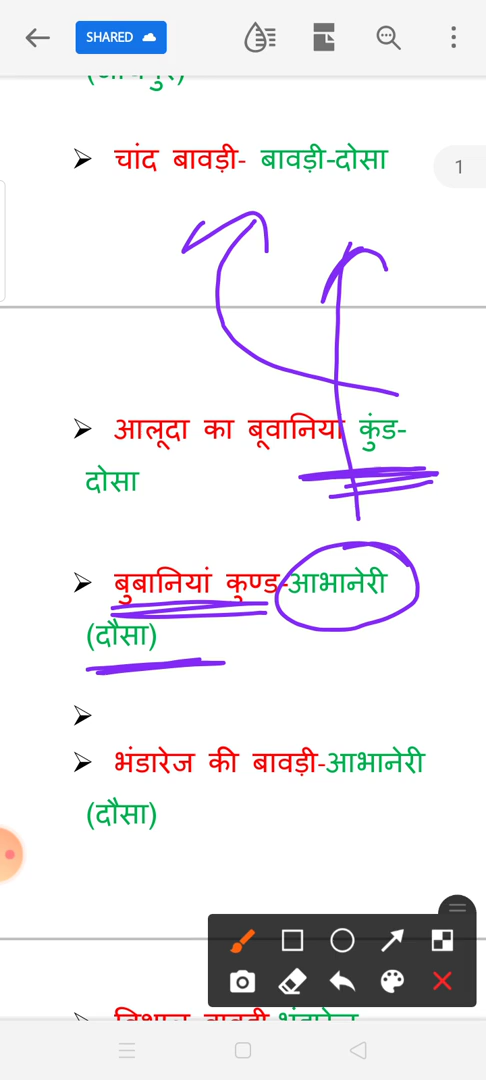 SHARED
चांद बावड़ी- बावड़ी-दोसा
1
आलूदा का बूवानिया कुंड-
दोसा
बुबानियां कुण्ड-आभानेरी
(दौसा)
भंडारेज की बावड़ी-आभानेरी
(दौसा)